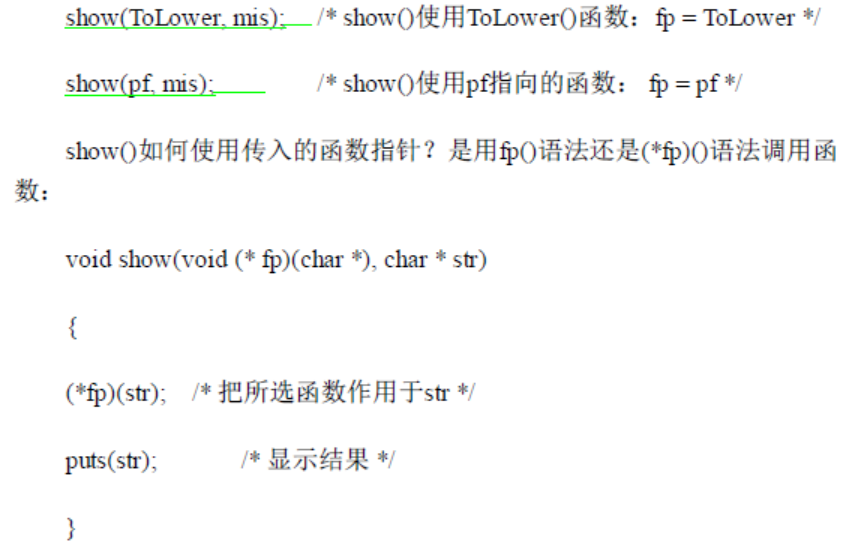 show(ToLower, mis); /* show()使用ToLower()函数：fp = ToLower */
show(pf, mis); /* show()使用pf指向的函数： fp = pf */
show()如何使用传入的函数指针？是用fp()语法还是(*fp)()语法调用函
数：
void show(void (* fp)(char *), char * str)
{
(*fp)(str); /* 把所选函数作用于str */
puts(str); /* 显示结果 */
}